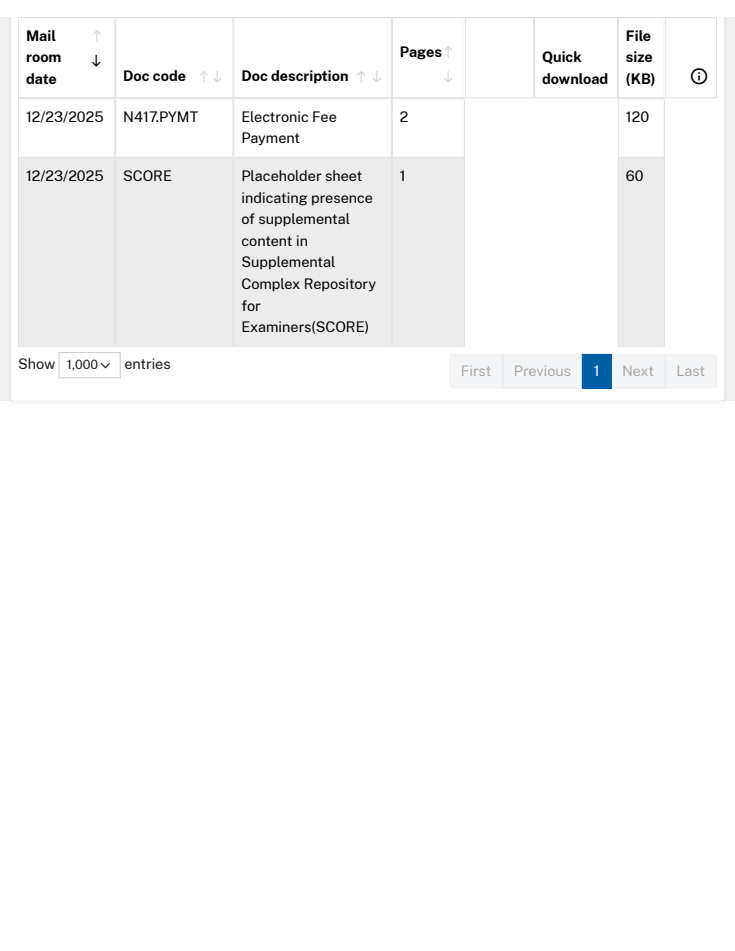 Mail room date Doc code Doc description Pages Quick download File size (KB)
12/23/2025 N417.PYMT Electronic Fee Payment 2 120
12/23/2025 SCORE Placeholder sheet indicating presence of supplemental content in Supplemental Complex Repository for Examiners(SCORE) 1 60
Show 1,000 entries First Previous 1 Next Last